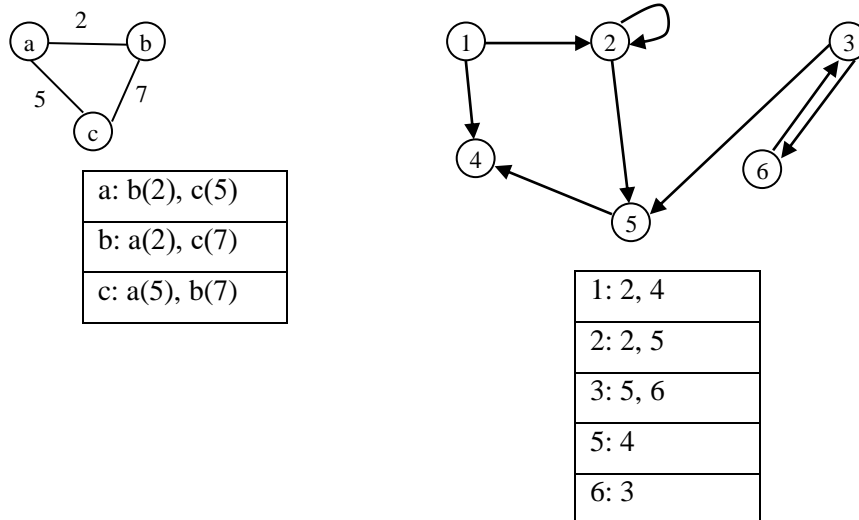 2
a b
5 7
c
a: b(2), c(5)
b: a(2), c(7)
c: a(5), b(7)
1 2 3
4 6
5
1: 2, 4
2: 2, 5
3: 5, 6
5: 4
6: 3